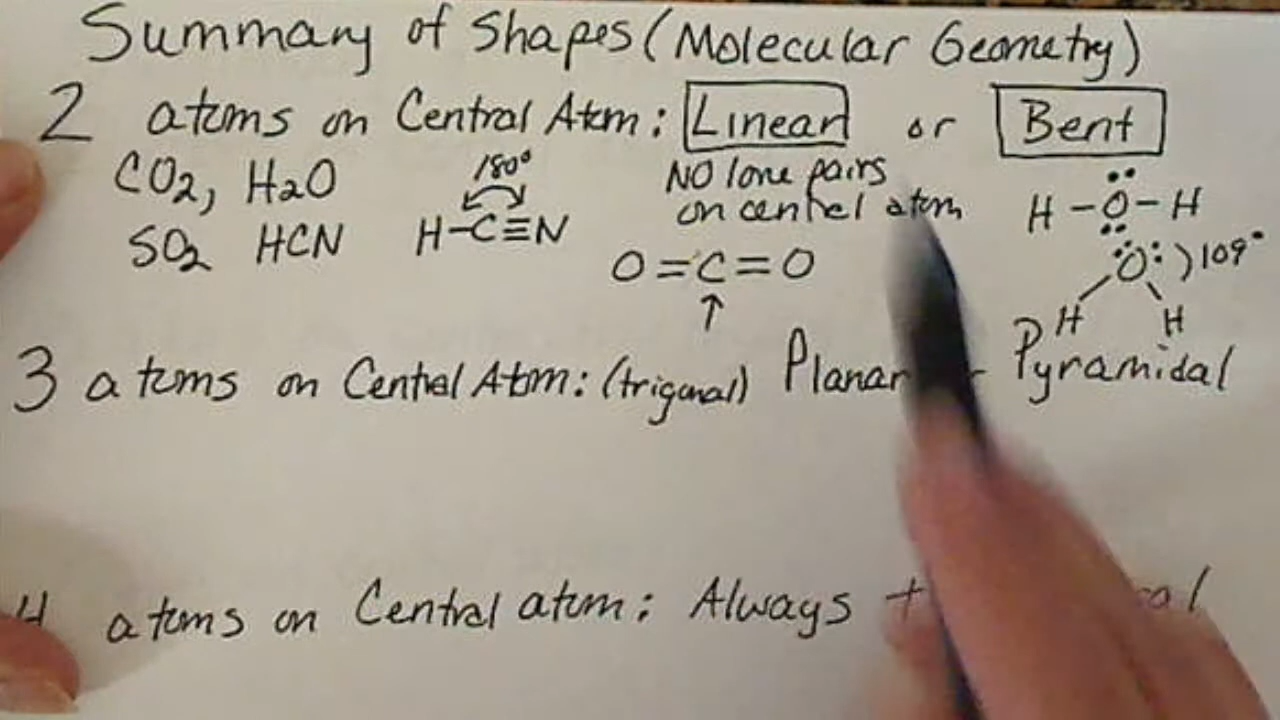 Summary of Shapes (Molecular Geometry)
2 atoms on Central Atom: Linear or Bent
CO2, H2O
SO2 HCN
180°
H-C≡N
NO lone pairs
on central atom
O=C=O
↑
H-O-H
O 109°
H H
3 atoms on Central Atom: (trigonal) Planar Pyramidal
4 atoms on Central atom: Always